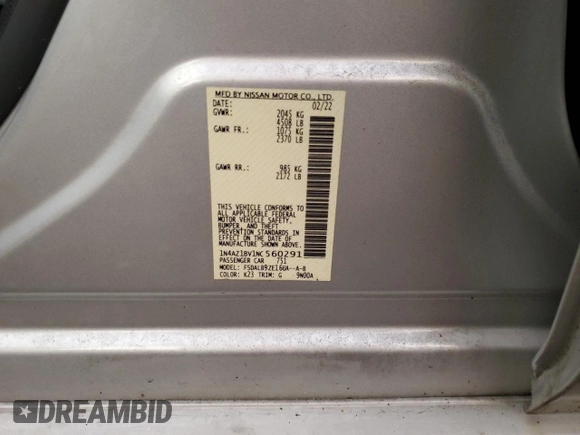 MFD BY NISSAN MOTOR CO., LTD.
DATE: 02/22
GVWR: 2045 KG
4508 LB
GAWR FR.: 1075 KG
2370 LB
GAWR RR.: 985 KG
2172 LB
THIS VEHICLE CONFORMS TO
ALL APPLICABLE FEDERAL
MOTOR VEHICLE SAFETY,
BUMPER, AND THEFT
PREVENTION STANDARDS
IN EFFECT ON THE DATE OF
MANUFACTURE SHOWN ABOVE.
1N4AZ1BV1NC560291
PASSENGER CAR 751
MODEL: FSDALB9ZE16UA--A-B
COLOR: K23 TRIM: G 9N00A
DREAMBID